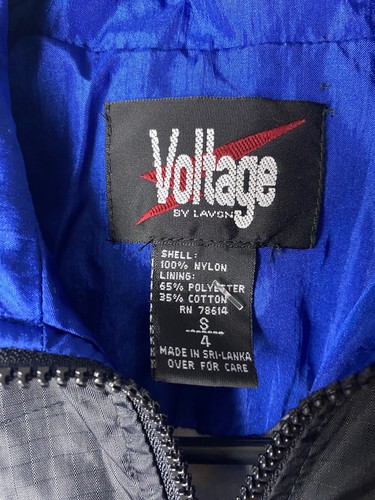 Voltage
BY LAVON
SHELL:
100% NYLON
LINING:
65% POLYETTER
35% COTTON
RN 78614
S
4
MADE IN SRI-LANKA
OVER FOR CARE